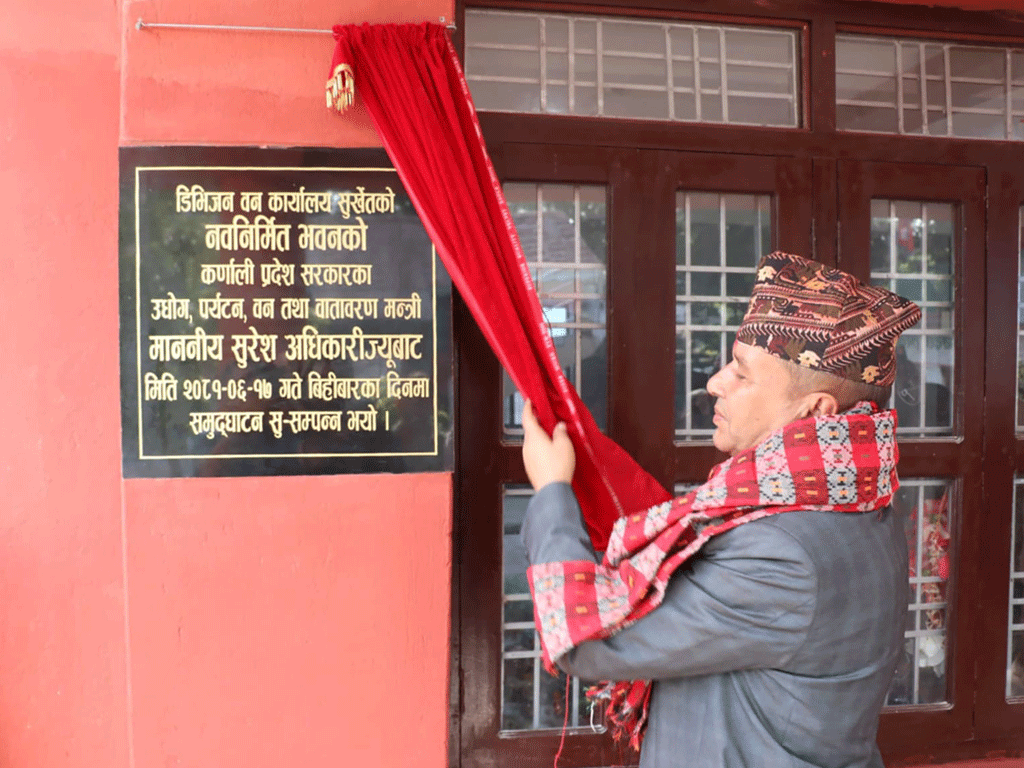 डिभिजन वन कार्यालय सुर्खेतको
नवनिर्मित भवनको
कर्णाली प्रदेश सरकारका
उद्योग, पर्यटन, वन तथा वातावरण मन्त्री
माननीय सुरेश अधिकारीज्यूबाट
मिति २०८१-०६-१७ गते बिहीबारका दिनमा
समुद्घाटन सु-सम्पन्न भयो ।